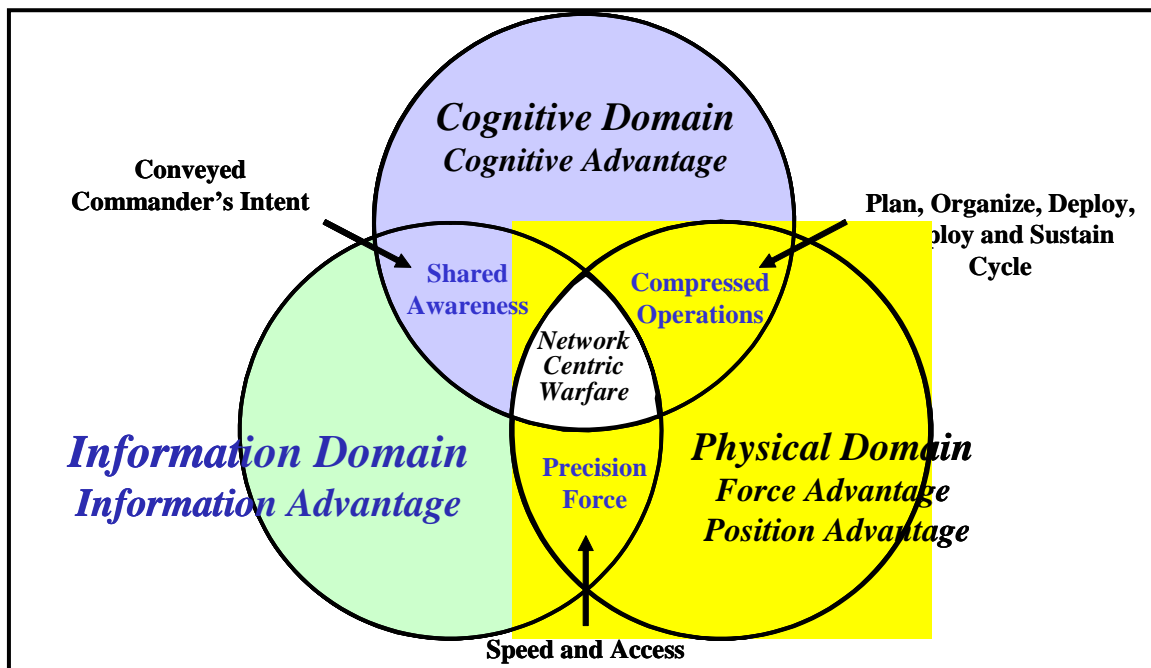 Cognitive Domain
Cognitive Advantage
Conveyed
Commander's Intent
Plan, Organize, Deploy,
ploy and Sustain
Cycle
Shared
Awareness
Compressed
Operations
Network
Centric
Warfare
Information Domain
Information Advantage
Precision
Force
Physical Domain
Force Advantage
Position Advantage
Speed and Access